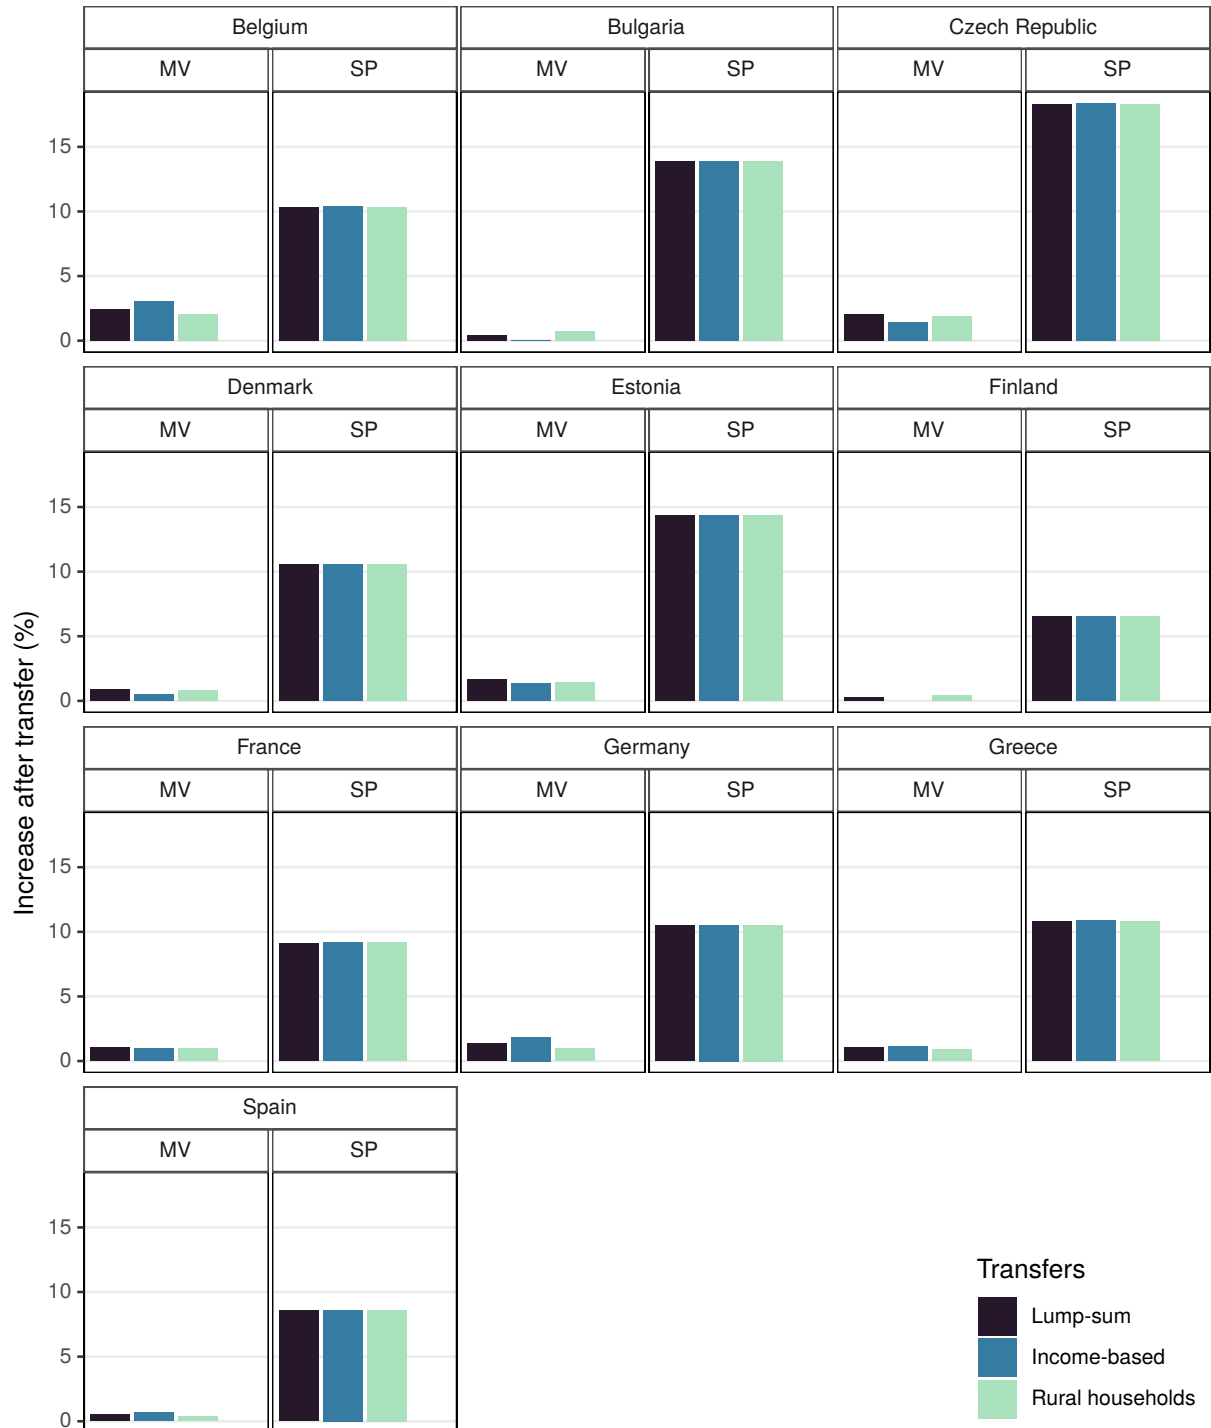 Belgium Bulgaria Czech Republic
MV SP MV SP MV SP
15
10
5
0
Denmark Estonia Finland
MV SP MV SP MV SP
15
10
5
0
Increase after transfer (%)
France Germany Greece
MV SP MV SP MV SP
15
10
5
0
Spain
MV SP
15
10
5
0
Transfers
Lump-sum
Income-based
Rural households